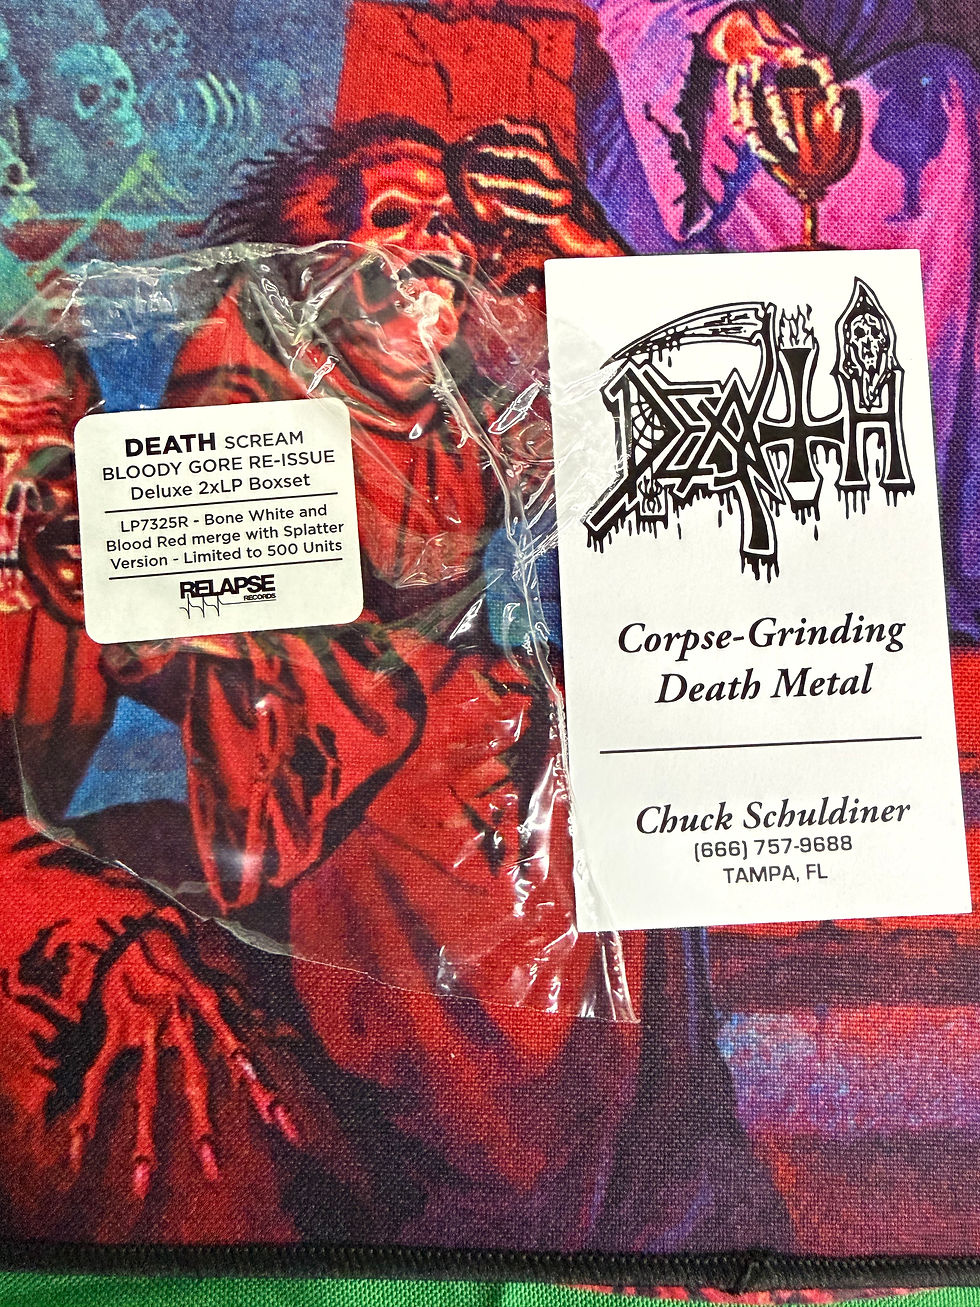 DEATH SCREAM
BLOODY GORE RE-ISSUE
Deluxe 2xLP Boxset
LP7325R - Bone White and
Blood Red merge with Splatter
Version - Limited to 500 Units
RELAPSE
RECORDS
DEATH
Corpse-Grinding
Death Metal
Chuck Schuldiner
(666) 757-9688
TAMPA, FL